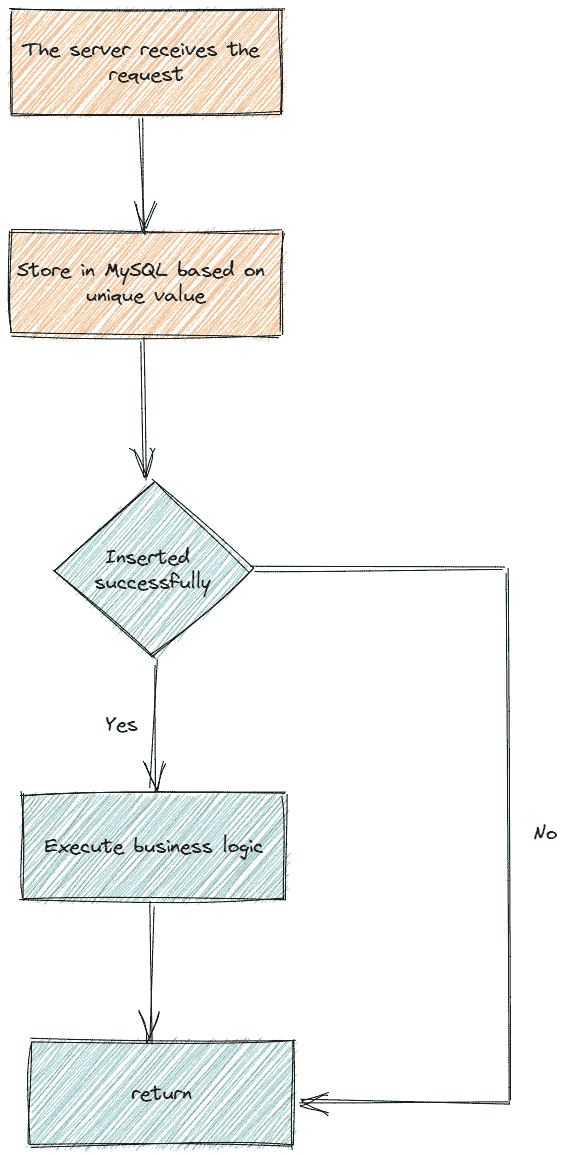 The server receives the
request
Store in MySQL based on
unique value
Inserted
successfully
Yes
No
Execute business logic
return